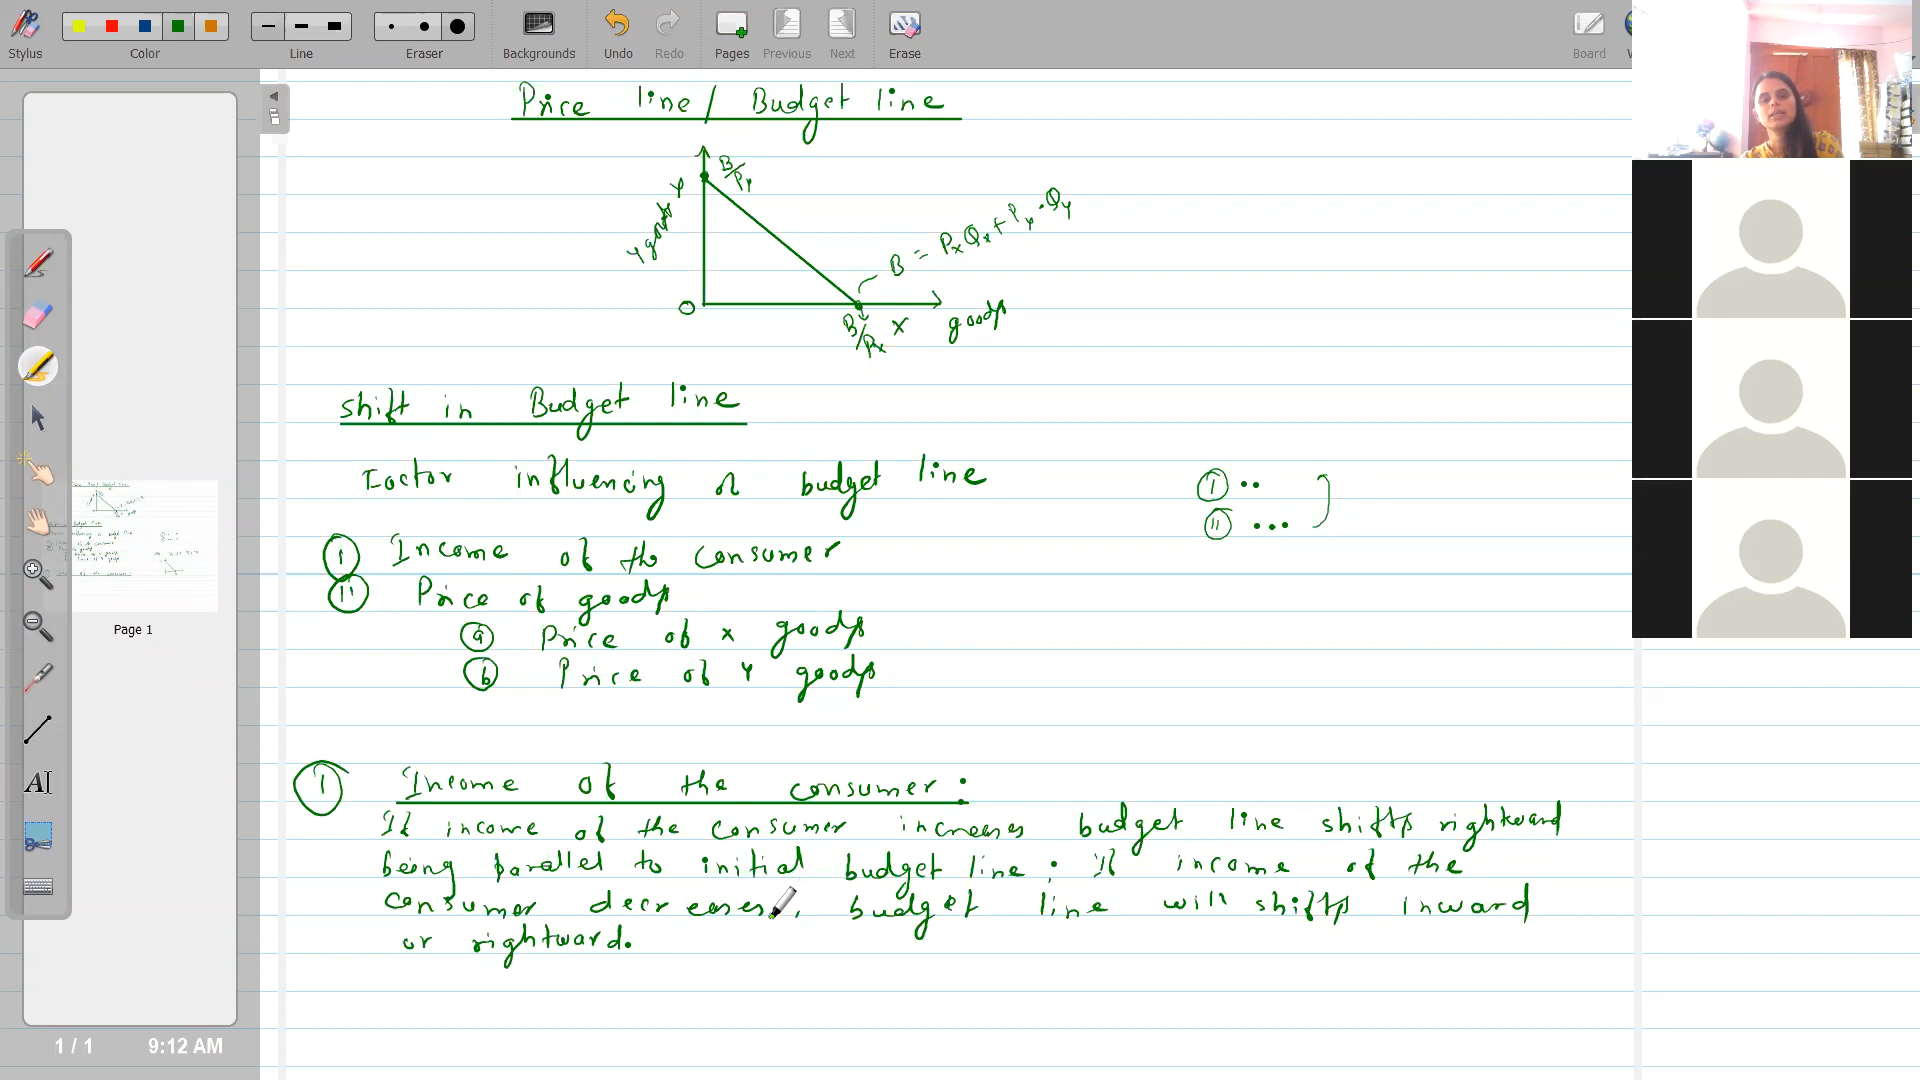 Stylus
Color
Line
Eraser
Backgrounds
Undo
Redo
Pages
Previous
Next
Erase
Board
Price line / Budget line
B/Py
Y
Y goods
B = PxQx + Py . Qy
O
B/Px
X
goods
shift in Budget line
Factor influencing of budget line
I ..
II ...
I Income of the consumer
II Price of goods
a Price of x goods
b Price of Y goods
I Income of the consumer :
If income of the consumer increases budget line shifts rightward
being parallel to initial budget line ; If income of the
consumer decreases, budget line will shifts inward
or rightward.
Page 1
1 / 1
9:12 AM